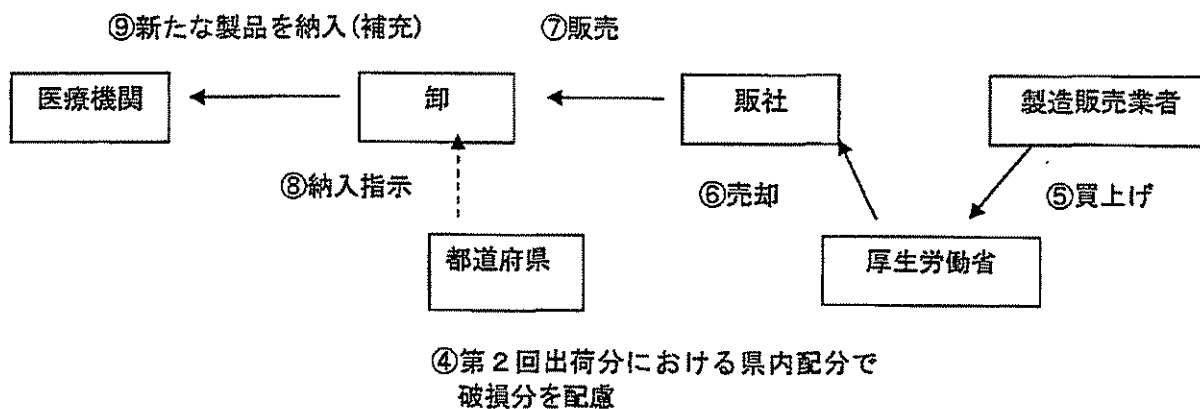 ⑨新たな製品を納入(補充)
⑦販売
医療機関
卸
販社
製造販売業者
⑧納入指示
⑥売却
⑤買上げ
都道府県
厚生労働省
④第2回出荷分における県内配分で
破損分を配慮